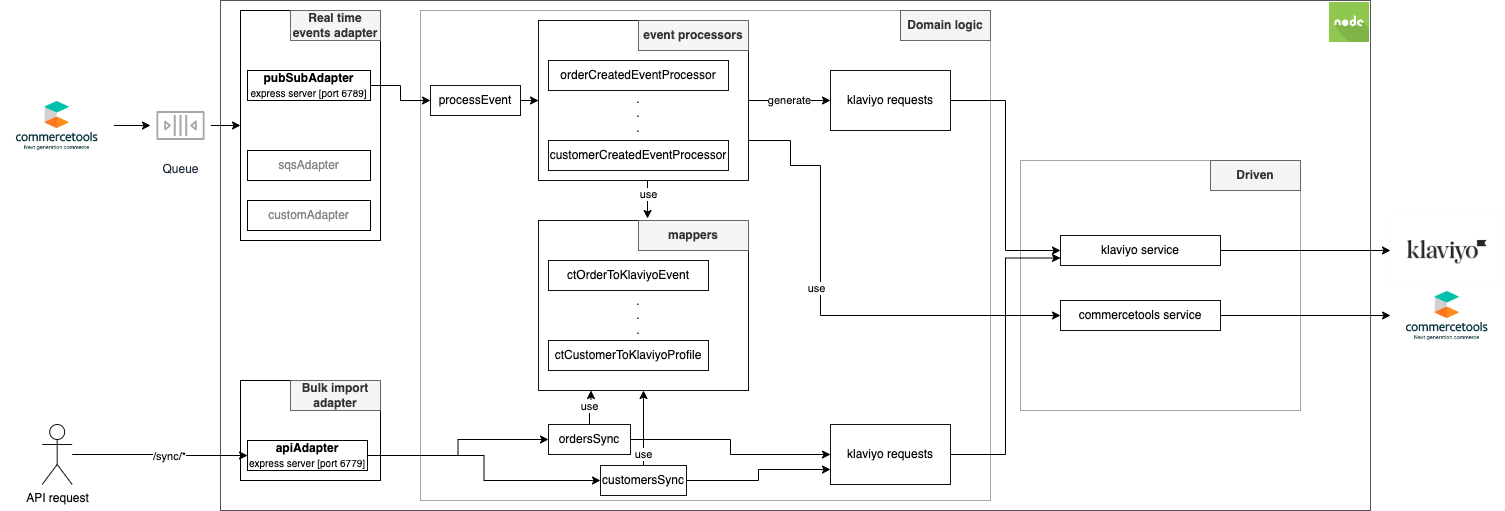 Real time
events adapter
pubSubAdapter
express server [port 6789]
sqsAdapter
customAdapter
commercetools
Next generation commerce
Queue
Domain logic
processEvent
event processors
orderCreatedEventProcessor
.
.
.
customerCreatedEventProcessor
generate
klaviyo requests
use
mappers
ctOrderToKlaviyoEvent
.
.
.
ctCustomerToKlaviyoProfile
use
node
Driven
klaviyo service
commercetools service
klaviyo
commercetools
Next generation commerce
Bulk import
adapter
apiAdapter
express server [port 6779]
/sync/*
API request
use
ordersSync
use
customersSync
klaviyo requests